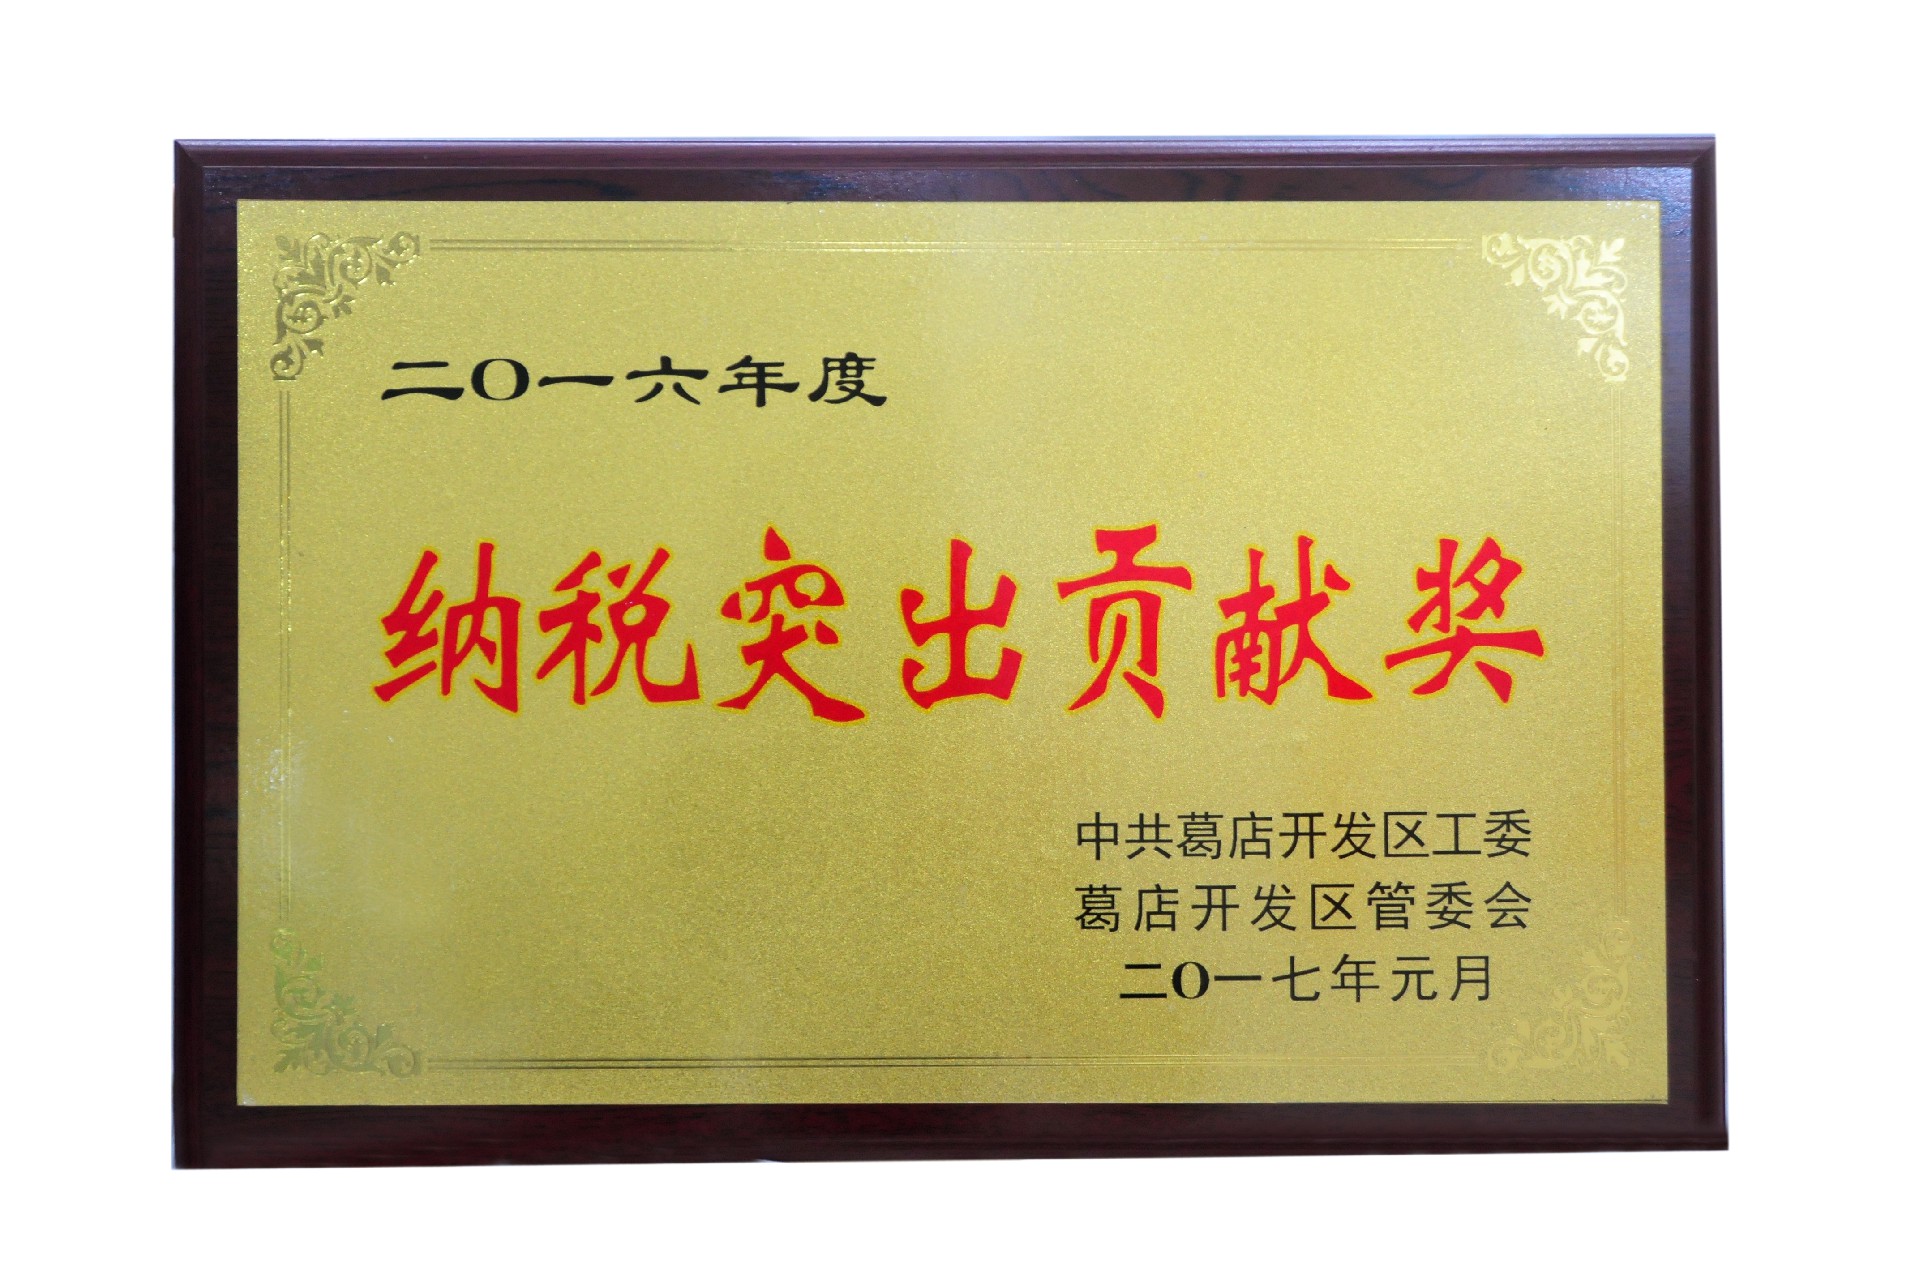 二〇一六年度
纳税突出贡献奖
中共葛店开发区工委
葛店开发区管委会
二〇一七年元月